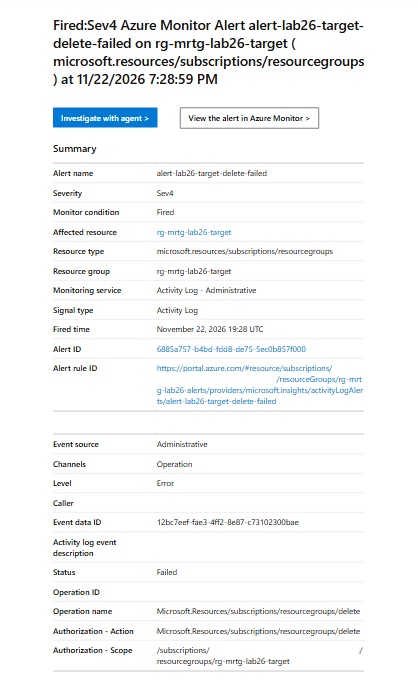 Fired:Sev4 Azure Monitor Alert alert-lab26-target-
delete-failed on rg-mrtg-lab26-target (
microsoft.resources/subscriptions/resourcegroups
) at 11/22/2026 7:28:59 PM
Investigate with agent >
View the alert in Azure Monitor >
Summary
Alert name alert-lab26-target-delete-failed
Severity Sev4
Monitor condition Fired
Affected resource rg-mrtg-lab26-target
Resource type microsoft.resources/subscriptions/resourcegroups
Resource group rg-mrtg-lab26-target
Monitoring service Activity Log - Administrative
Signal type Activity Log
Fired time November 22, 2026 19:28 UTC
Alert ID 6885a757-b4bd-fdd8-de75-5ec0b857f000
Alert rule ID https://portal.azure.com/#resource/subscriptions/
/resourceGroups/rg-mrt
g-lab26-alerts/providers/microsoft.insights/activityLogAler
ts/alert-lab26-target-delete-failed
Event source Administrative
Channels Operation
Level Error
Caller
Event data ID 12bc7eef-fae3-4ff2-8e87-c73102300bae
Activity log event
description
Status Failed
Operation ID
Operation name Microsoft.Resources/subscriptions/resourcegroups/delete
Authorization - Action Microsoft.Resources/subscriptions/resourcegroups/delete
Authorization - Scope /subscriptions/ /
resourcegroups/rg-mrtg-lab26-target